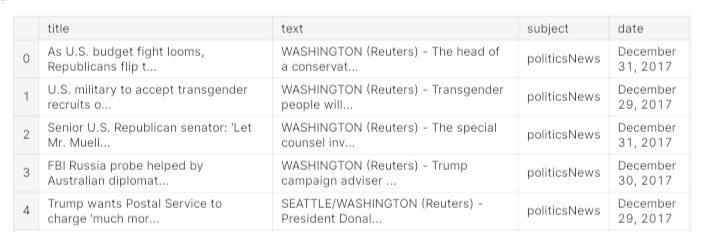 title text subject date
0 As U.S. budget fight looms, Republicans flip t... WASHINGTON (Reuters) - The head of a conservat... politicsNews December 31, 2017
1 U.S. military to accept transgender recruits o... WASHINGTON (Reuters) - Transgender people will... politicsNews December 29, 2017
2 Senior U.S. Republican senator: 'Let Mr. Muell... WASHINGTON (Reuters) - The special counsel inv... politicsNews December 31, 2017
3 FBI Russia probe helped by Australian diplomat... WASHINGTON (Reuters) - Trump campaign adviser ... politicsNews December 30, 2017
4 Trump wants Postal Service to charge 'much mor... SEATTLE/WASHINGTON (Reuters) - President Donal... politicsNews December 29, 2017